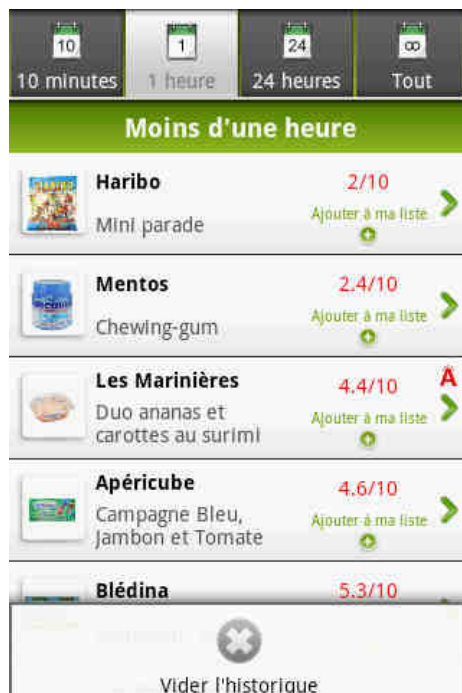 10
1
24
∞
10 minutes
1 heure
24 heures
Tout
Moins d'une heure
Haribo
2/10
Mini parade
Ajouter à ma liste
Mentos
2.4/10
Chewing-gum
Ajouter à ma liste
Les Marinières
4.4/10
A
Duo ananas et
carottes au surimi
Ajouter à ma liste
Apéricube
4.6/10
Campagne Bleu,
Jambon et Tomate
Ajouter à ma liste
Blédina
5.3/10
Vider l'historique